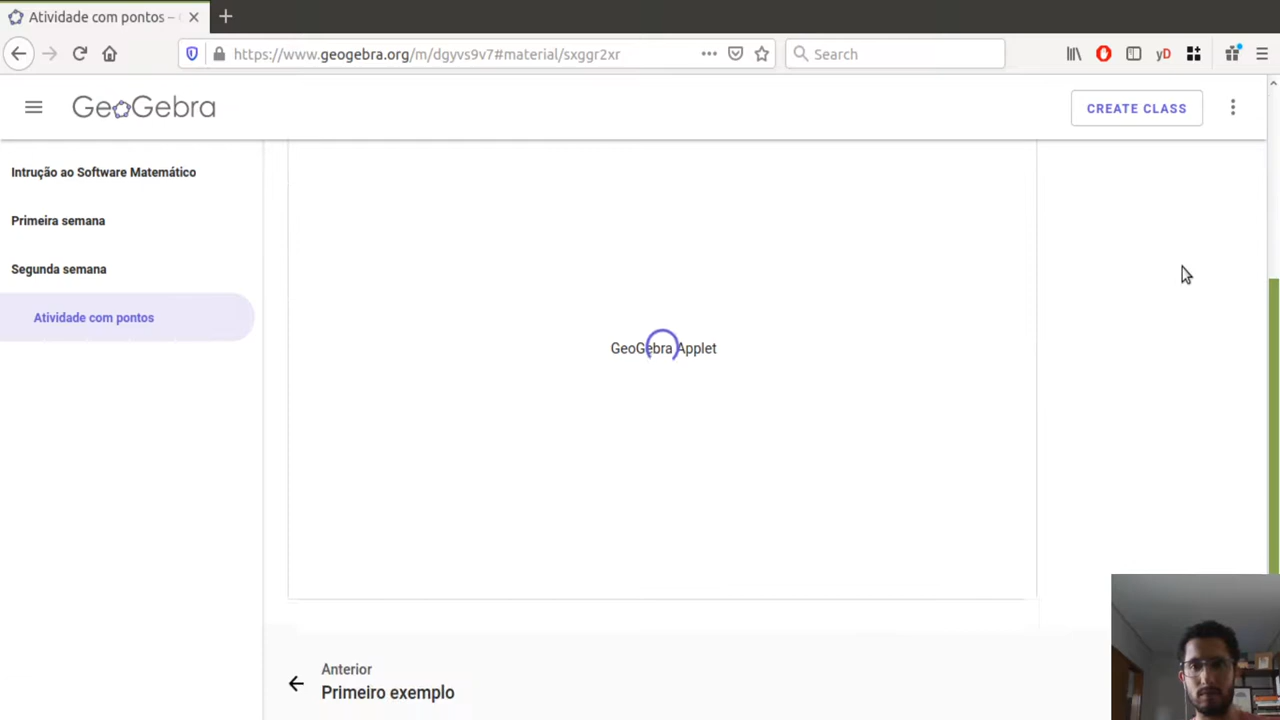 Atividade com pontos –
https://www.geogebra.org/m/dgyvs9v7#material/sxggr2xr
Search
yD
GeoGebra
CREATE CLASS
Intrução ao Software Matemático
Primeira semana
Segunda semana
Atividade com pontos
GeoGebra Applet
Anterior
Primeiro exemplo